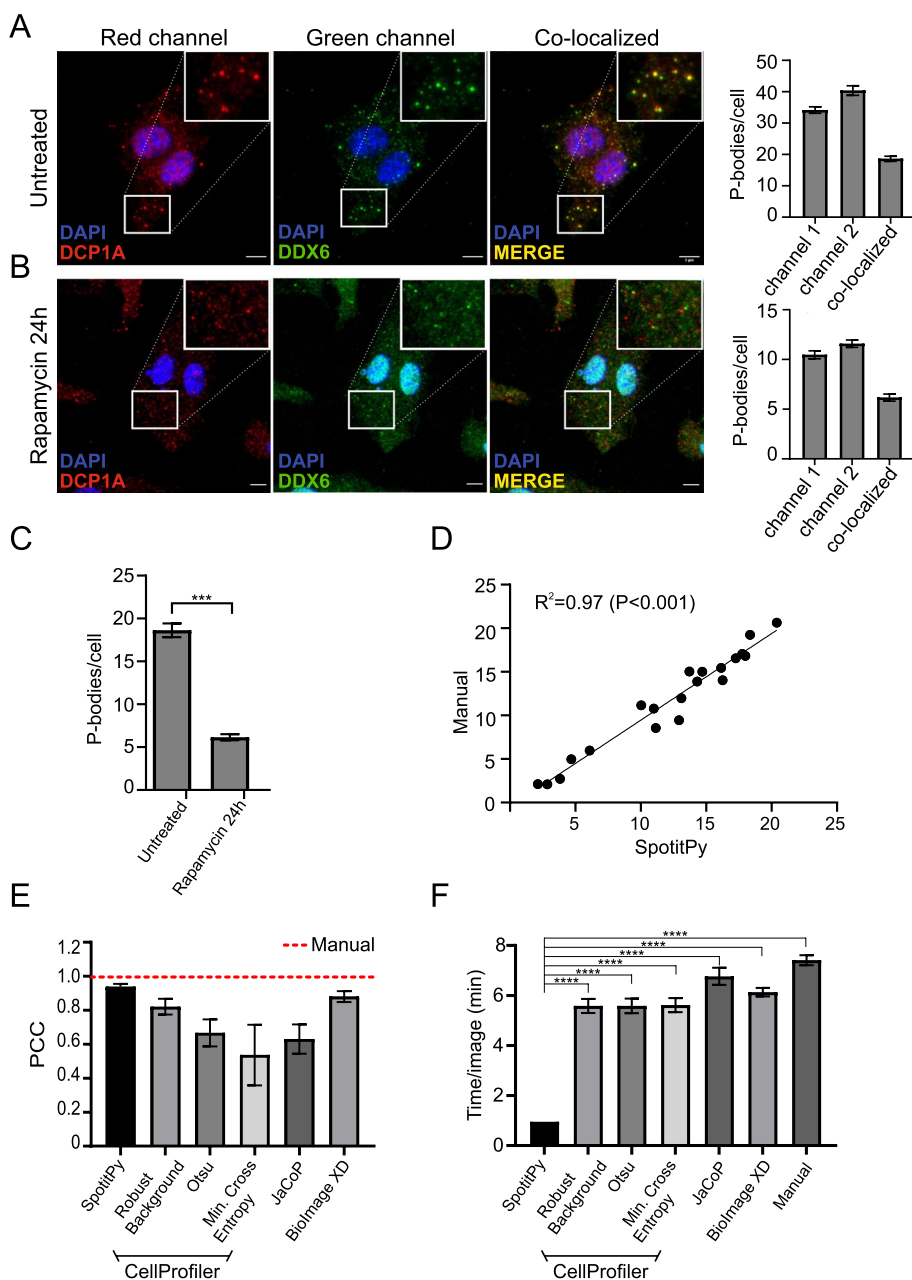 A
Red channel
Green channel
Co-localized
Untreated
DAPI
DCP1A
DAPI
DDX6
DAPI
MERGE
P-bodies/cell
50
40
30
20
10
0
channel 1
channel 2
co-localized
B
Rapamycin 24h
DAPI
DCP1A
DAPI
DDX6
DAPI
MERGE
P-bodies/cell
15
10
5
0
channel 1
channel 2
co-localized
C
P-bodies/cell
25
20
15
10
5
0
***
Untreated
Rapamycin 24h
D
R²=0.97 (P<0.001)
Manual
25
20
15
10
5
0
5
10
15
20
25
SpotitPy
E
PCC
1.2
1.0
0.8
0.6
0.4
0.2
0
Manual
SpotitPy
Robust
Background
Otsu
Min. Cross
Entropy
JaCoP
BioImage XD
CellProfiler
F
Time/image (min)
8
6
4
2
0
****
****
****
****
****
****
SpotitPy
Robust
Background
Otsu
Min. Cross
Entropy
JaCoP
BioImage XD
Manual
CellProfiler